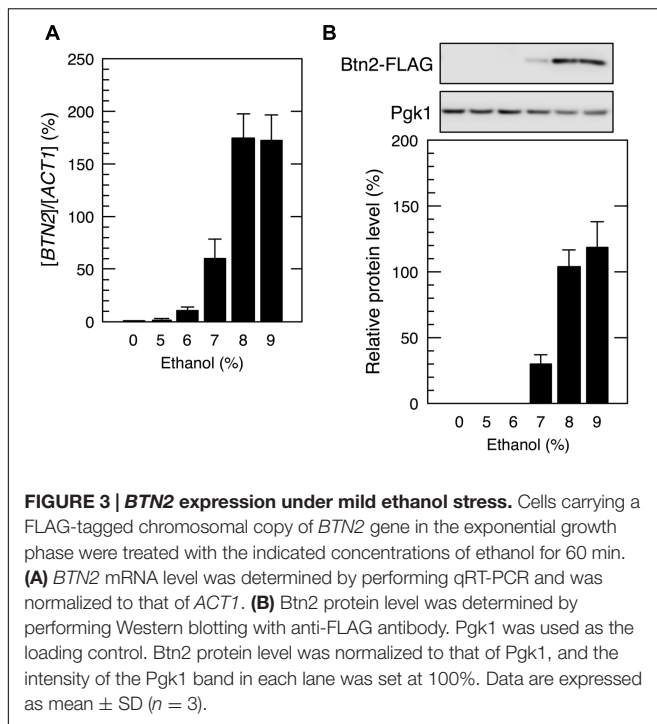 A
[BTN2]/[ACT1] (%)
250
200
150
100
50
0
0 5 6 7 8 9
Ethanol (%)
B
Btn2-FLAG
Pgk1
Relative protein level (%)
200
150
100
50
0
0 5 6 7 8 9
Ethanol (%)
FIGURE 3 | BTN2 expression under mild ethanol stress. Cells carrying a
FLAG-tagged chromosomal copy of BTN2 gene in the exponential growth
phase were treated with the indicated concentrations of ethanol for 60 min.
(A) BTN2 mRNA level was determined by performing qRT-PCR and was
normalized to that of ACT1. (B) Btn2 protein level was determined by
performing Western blotting with anti-FLAG antibody. Pgk1 was used as the
loading control. Btn2 protein level was normalized to that of Pgk1, and the
intensity of the Pgk1 band in each lane was set at 100%. Data are expressed
as mean ± SD (n = 3).